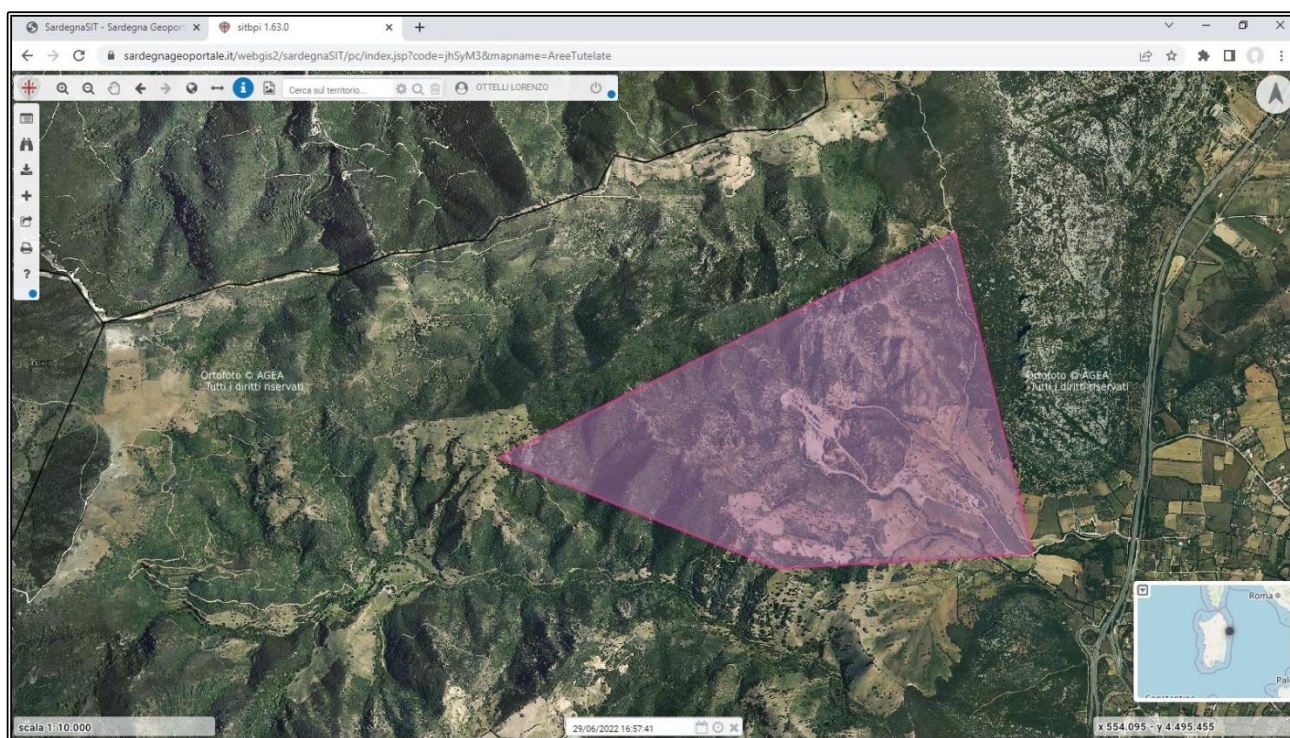 SardegnaSIT - Sardegna Geoport
sitbpi 1.63.0
sardegnageoportale.it/webgis2/sardegnaSIT/pc/index.jsp?code=jhSyM3&mapname=AreeTutelate
Cerca sul territorio...
OTTELLI LORENZO
?
Ortofoto © AGEA
- Tutti i diritti riservati
Ortofoto © AGEA
- Tutti i diritti riservati
Roma
Pal
Constantine
scala 1:10.000
29/06/2022 16:57:41
x 554.095 - y 4.495.455